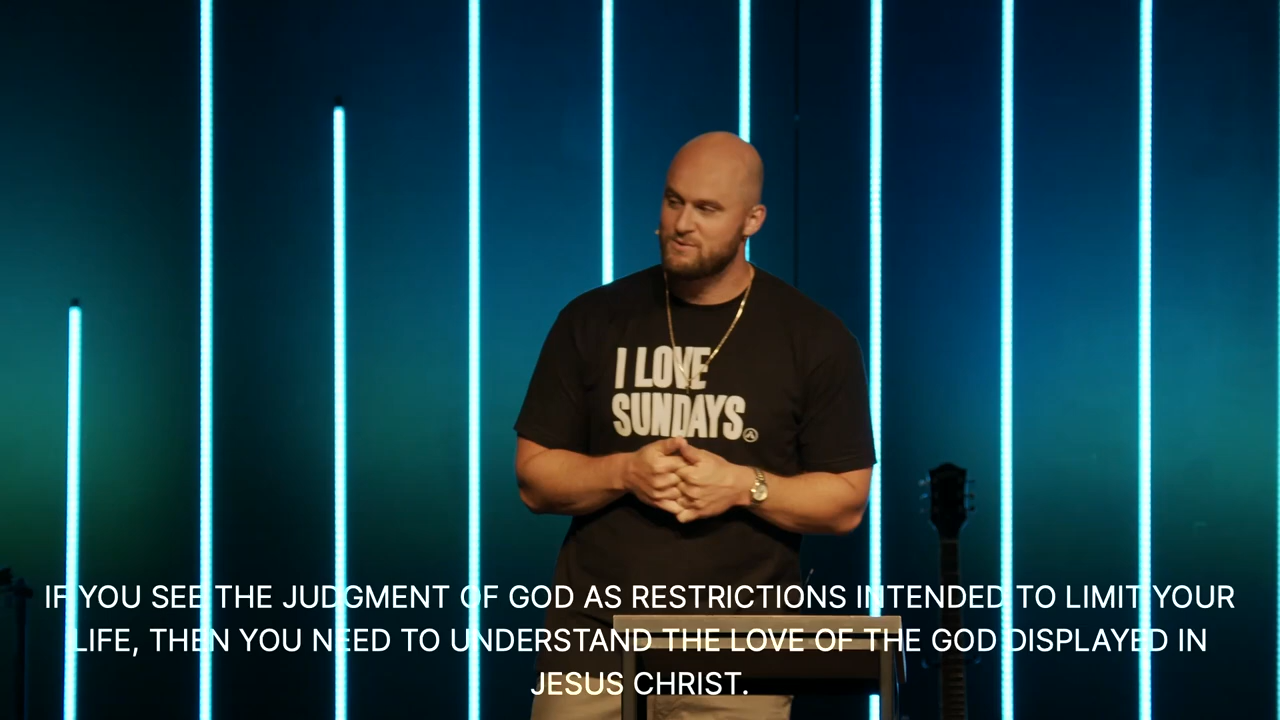 I LOVE
SUNDAYS.
IF YOU SEE THE JUDGMENT OF GOD AS RESTRICTIONS INTENDED TO LIMIT YOUR
LIFE, THEN YOU NEED TO UNDERSTAND THE LOVE OF THE GOD DISPLAYED IN
JESUS CHRIST.